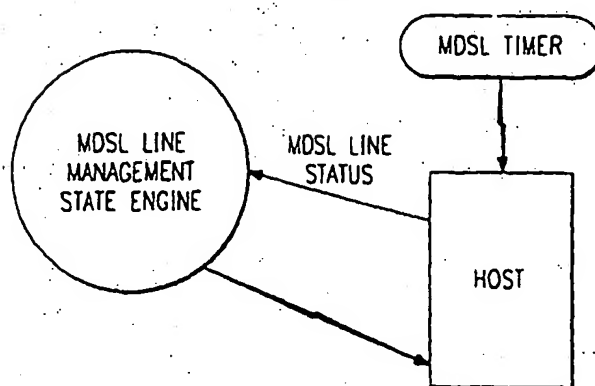 MDSL TIMER
MDSL LINE
MANAGEMENT
STATE ENGINE
MDSL LINE
STATUS
HOST